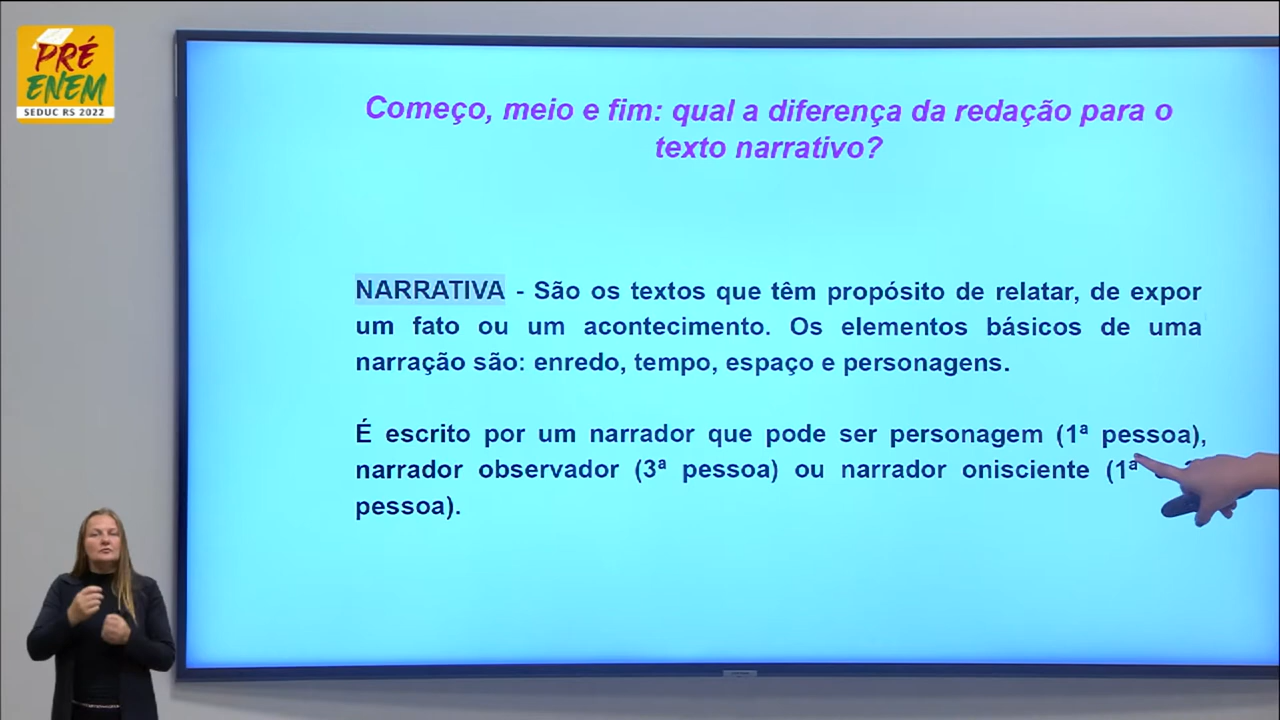 PRÉ
ENEM
SEDUC RS 2022
Começo, meio e fim: qual a diferença da redação para o
texto narrativo?
NARRATIVA - São os textos que têm propósito de relatar, de expor
um fato ou um acontecimento. Os elementos básicos de uma
narração são: enredo, tempo, espaço e personagens.
É escrito por um narrador que pode ser personagem (1ª pessoa),
narrador observador (3ª pessoa) ou narrador onisciente (1ª
pessoa).